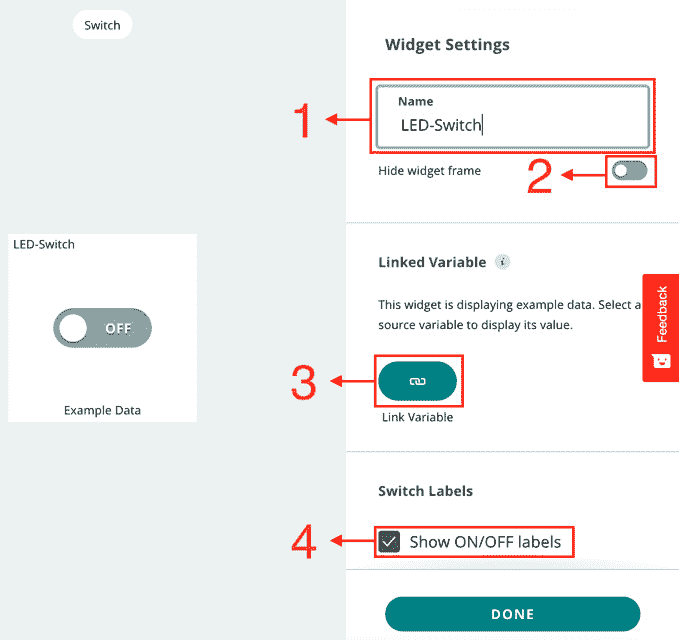 Switch
Widget Settings
Name
LED-Switch
1
Hide widget frame
2
LED-Switch
OFF
Example Data
Linked Variable i
This widget is displaying example data. Select a
source variable to display its value.
Feedback
3
Link Variable
Switch Labels
4
Show ON/OFF labels
DONE